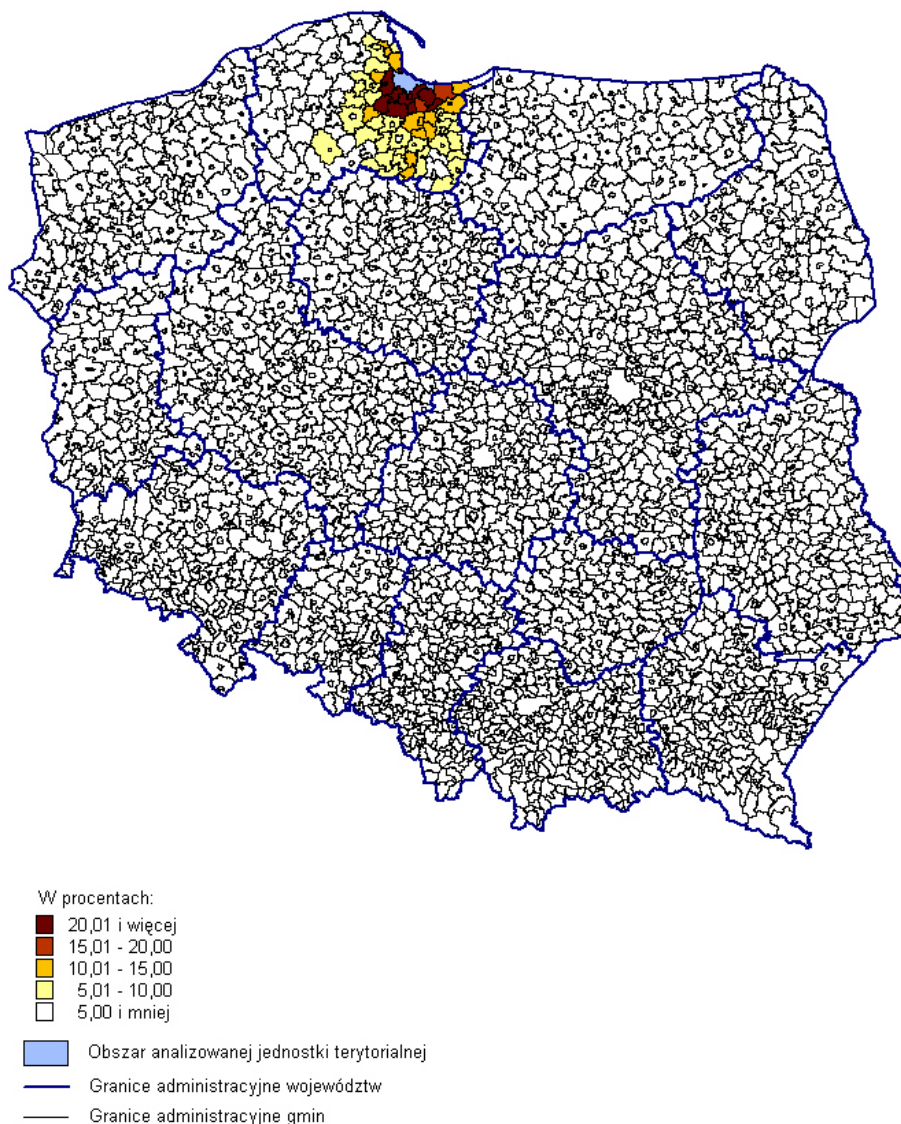 W procentach:
20,01 i więcej
15,01 - 20,00
10,01 - 15,00
5,01 - 10,00
5,00 i mniej
Obszar analizowanej jednostki terytorialnej
Granice administracyjne województw
Granice administracyjne gmin